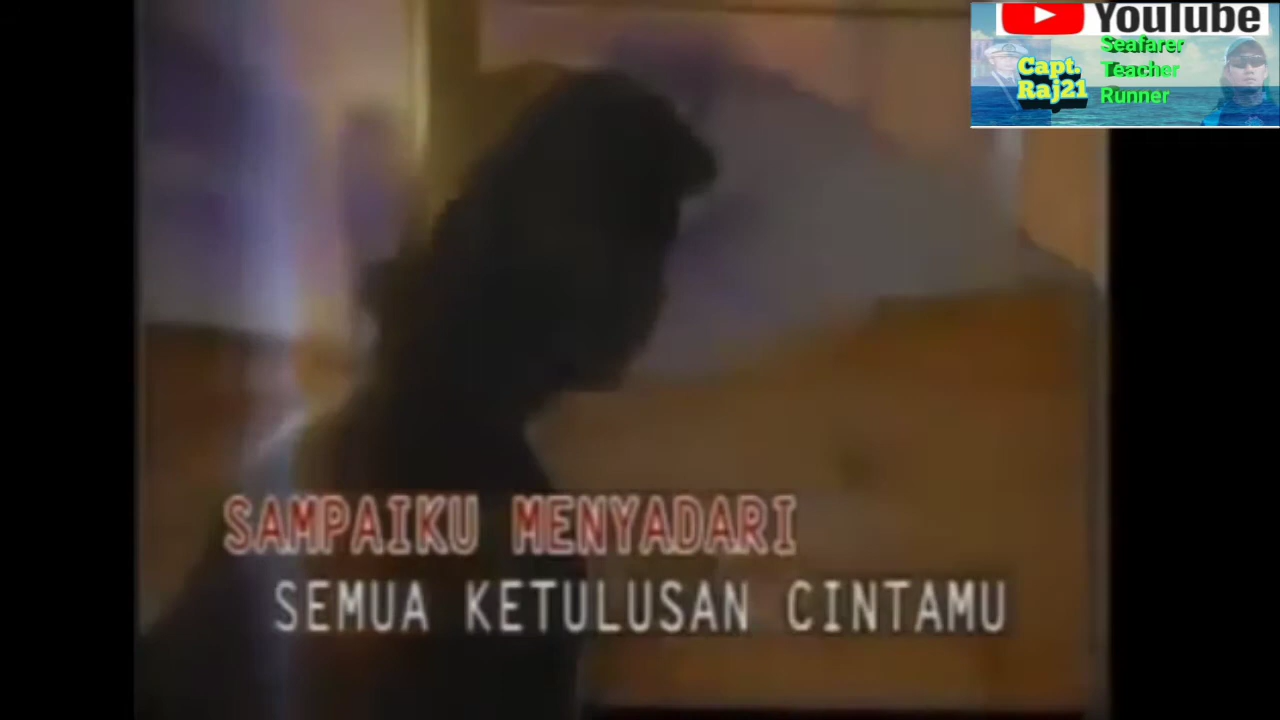 YouTube
Seafarer
Capt. Teacher
Raj21 Runner
SAMPAIKU MENYADARI
SEMUA KETULUSAN CINTAMU